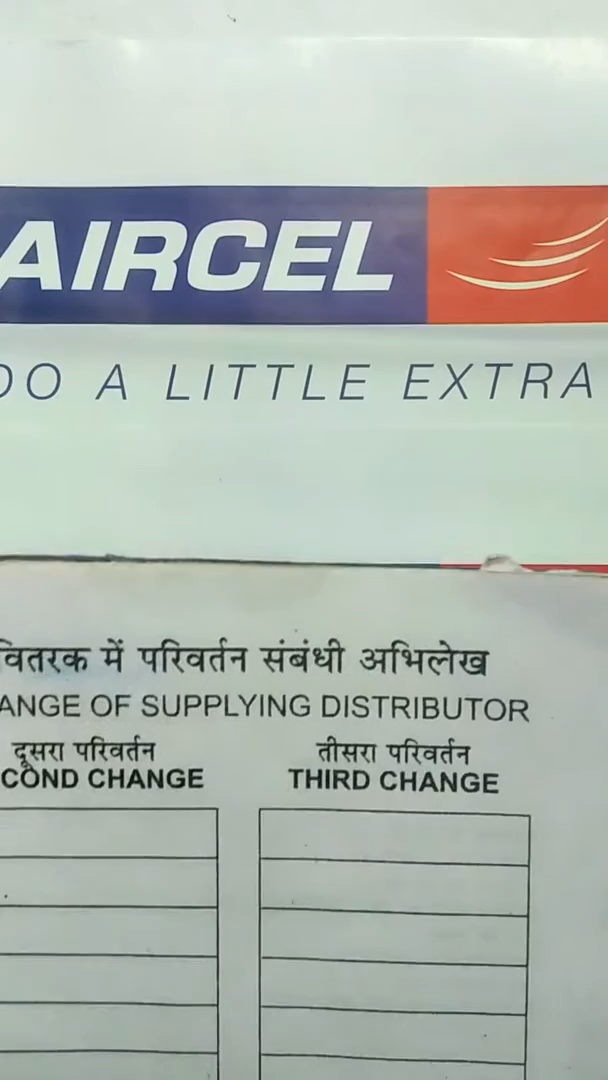 AIRCEL
DO A LITTLE EXTRA
वितरक में परिवर्तन संबंधी अभिलेख
ANGE OF SUPPLYING DISTRIBUTOR
दूसरा परिवर्तन
COND CHANGE
तीसरा परिवर्तन
THIRD CHANGE